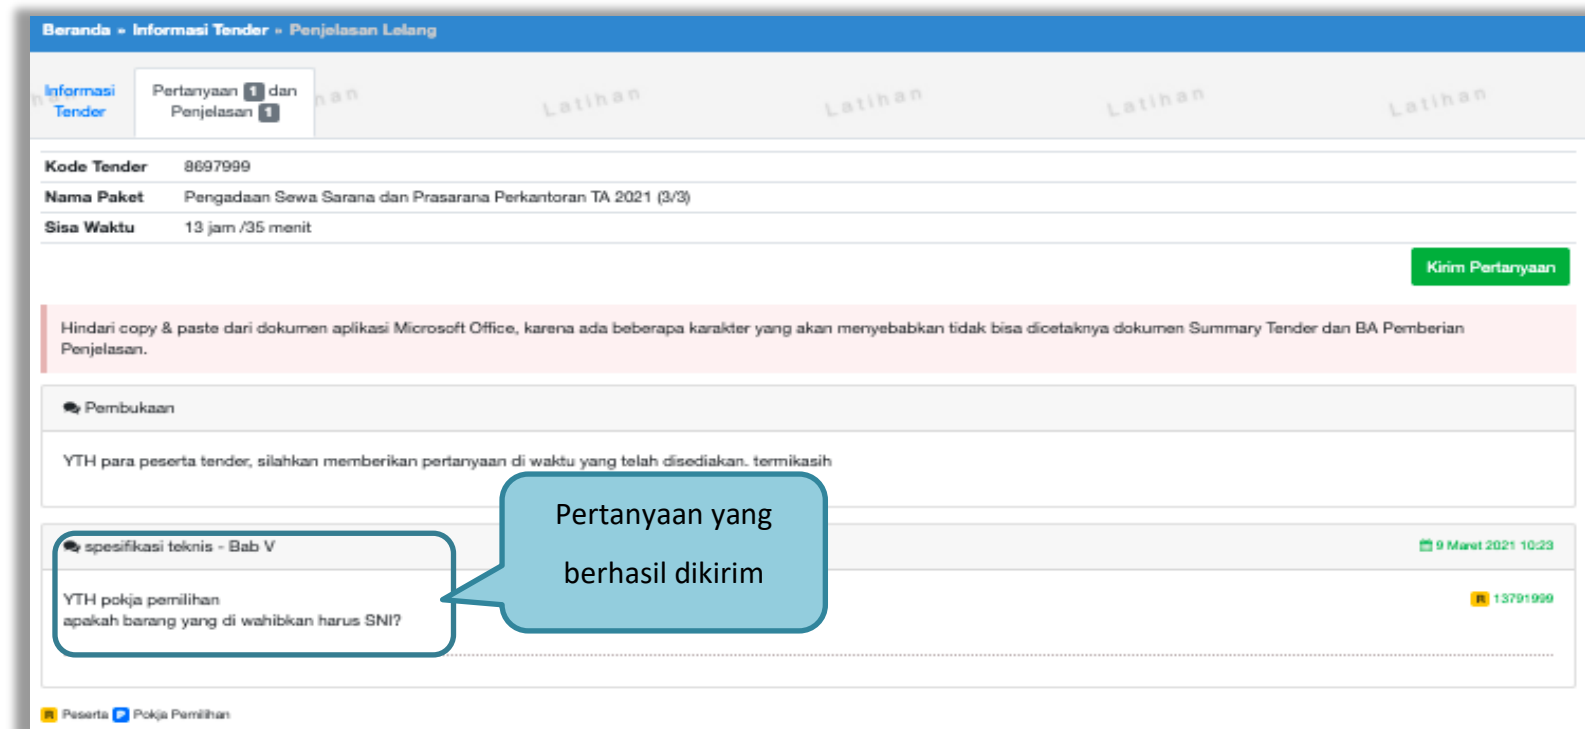 Beranda » Informasi Tender » Penjelasan Lelang
Informasi
Tender
Pertanyaan 1 dan
Penjelasan 1
Latihan Latihan Latihan Latihan
Kode Tender 8697999
Nama Paket Pengadaan Sewa Sarana dan Prasarana Perkantoran TA 2021 (3/3)
Sisa Waktu 13 jam /35 menit
Kirim Pertanyaan
Hindari copy & paste dari dokumen aplikasi Microsoft Office, karena ada beberapa karakter yang akan menyebabkan tidak bisa dicetaknya dokumen Summary Tender dan BA Pemberian
Penjelasan.
Pembukaan
YTH para peserta tender, silahkan memberikan pertanyaan di waktu yang telah disediakan. termikasih
Pertanyaan yang
berhasil dikirim
spesifikasi teknis - Bab V 9 Maret 2021 10:23
YTH pokja pemilihan R 13791999
apakah barang yang di wahibkan harus SNI?
R Peserta P Pokja Pemilihan